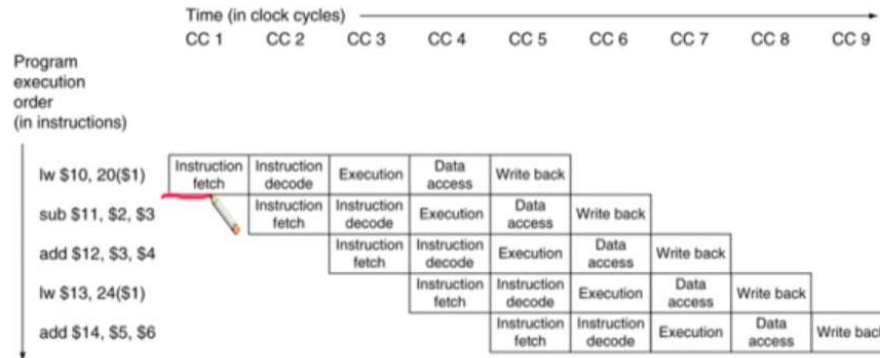 Time (in clock cycles)
CC 1 CC 2 CC 3 CC 4 CC 5 CC 6 CC 7 CC 8 CC 9
Program
execution
order
(in instructions)
lw $10, 20($1) Instruction fetch Instruction decode Execution Data access Write back
sub $11, $2, $3 Instruction fetch Instruction decode Execution Data access Write back
add $12, $3, $4 Instruction fetch Instruction decode Execution Data access Write back
lw $13, 24($1) Instruction fetch Instruction decode Execution Data access Write back
add $14, $5, $6 Instruction fetch Instruction decode Execution Data access Write back